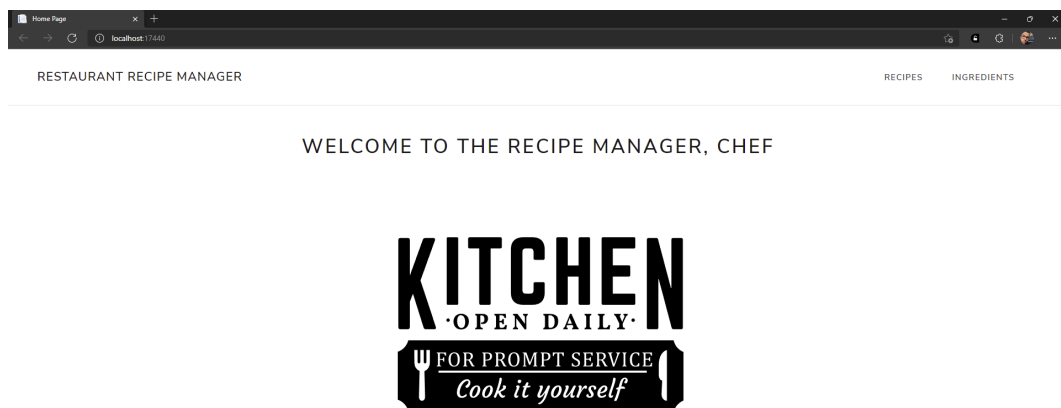 Home Page
localhost:17440
RESTAURANT RECIPE MANAGER
RECIPES INGREDIENTS
WELCOME TO THE RECIPE MANAGER, CHEF
KITCHEN
·OPEN DAILY·
FOR PROMPT SERVICE
Cook it yourself